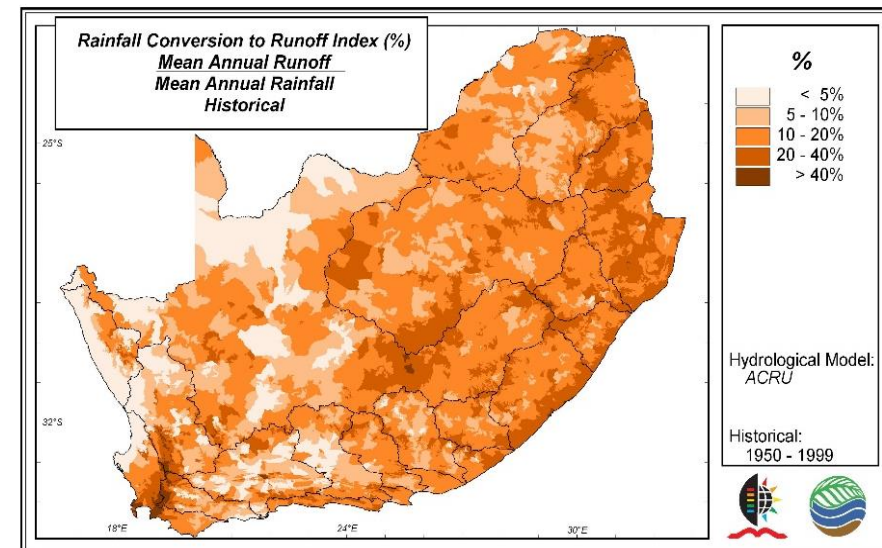 Rainfall Conversion to Runoff Index (%)
Mean Annual Runoff
Mean Annual Rainfall
Historical
%
< 5%
5 - 10%
10 - 20%
20 - 40%
> 40%
25°S
32°S
18°E
24°E
30°E
Hydrological Model:
ACRU
Historical:
1950 - 1999